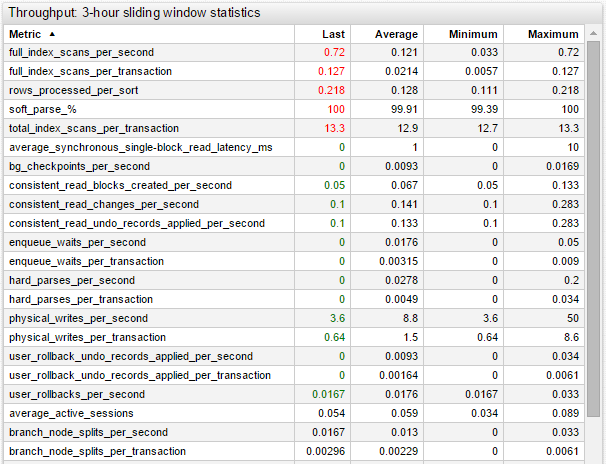 Throughput: 3-hour sliding window statistics
Metric ▲ Last Average Minimum Maximum
full_index_scans_per_second 0.72 0.121 0.033 0.72
full_index_scans_per_transaction 0.127 0.0214 0.0057 0.127
rows_processed_per_sort 0.218 0.128 0.111 0.218
soft_parse_% 100 99.91 99.39 100
total_index_scans_per_transaction 13.3 12.9 12.7 13.3
average_synchronous_single-block_read_latency_ms 0 1 0 10
bg_checkpoints_per_second 0 0.0093 0 0.0169
consistent_read_blocks_created_per_second 0.05 0.067 0.05 0.133
consistent_read_changes_per_second 0.1 0.141 0.1 0.283
consistent_read_undo_records_applied_per_second 0.1 0.133 0.1 0.283
enqueue_waits_per_second 0 0.0176 0 0.05
enqueue_waits_per_transaction 0 0.00315 0 0.009
hard_parses_per_second 0 0.0278 0 0.2
hard_parses_per_transaction 0 0.0049 0 0.034
physical_writes_per_second 3.6 8.8 3.6 50
physical_writes_per_transaction 0.64 1.5 0.64 8.6
user_rollback_undo_records_applied_per_second 0 0.0093 0 0.034
user_rollback_undo_records_applied_per_transaction 0 0.00164 0 0.0061
user_rollbacks_per_second 0.0167 0.0176 0.0167 0.033
average_active_sessions 0.054 0.059 0.034 0.089
branch_node_splits_per_second 0.0167 0.013 0 0.033
branch_node_splits_per_transaction 0.00296 0.00229 0 0.0061